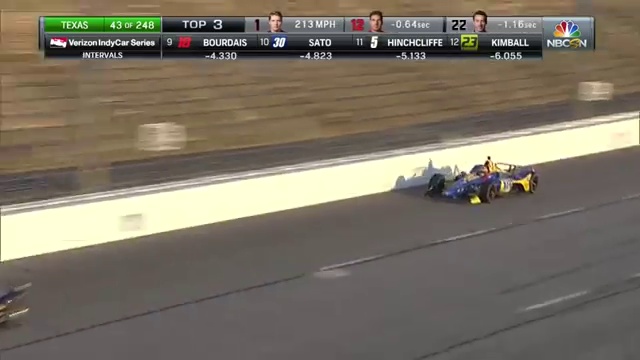 TEXAS 43 OF 248 TOP 3 1 213 MPH 12 -0.64SEC 22 -1.16SEC NBCSN
Verizon IndyCar Series 9 18 BOURDAIS 10 30 SATO 11 5 HINCHCLIFFE 12 23 KIMBALL
INTERVALS -4.330 -4.823 -5.133 -6.055